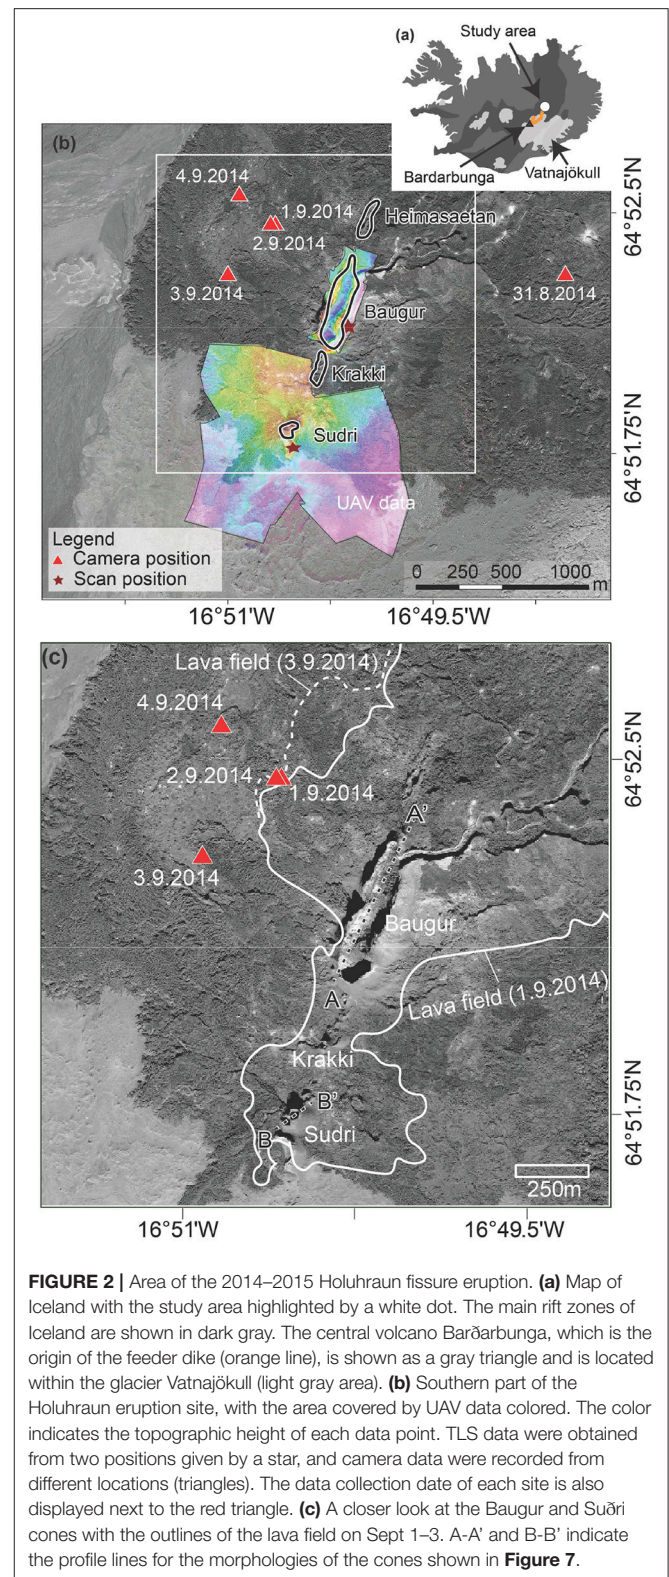 (a)
Study area
Bardarbunga
Vatnajökull
(b)
4.9.2014
1.9.2014
2.9.2014
3.9.2014
31.8.2014
Heimasaetan
Baugur
Krakki
Sudri
UAV data
Legend
Camera position
Scan position
0 250 500 1000
m
64°52.5'N
64°51.75'N
16°51'W
16°49.5'W
(c)
Lava field (3.9.2014)
4.9.2014
2.9.2014
1.9.2014
3.9.2014
A'
Baugur
A
Lava field (1.9.2014)
Krakki
B'
B
Sudri
250m
64°52.5'N
64°51.75'N
16°51'W
16°49.5'W
FIGURE 2 | Area of the 2014–2015 Holuhraun fissure eruption. (a) Map of
Iceland with the study area highlighted by a white dot. The main rift zones of
Iceland are shown in dark gray. The central volcano Barðarbunga, which is the
origin of the feeder dike (orange line), is shown as a gray triangle and is located
within the glacier Vatnajökull (light gray area). (b) Southern part of the
Holuhraun eruption site, with the area covered by UAV data colored. The color
indicates the topographic height of each data point. TLS data were obtained
from two positions given by a star, and camera data were recorded from
different locations (triangles). The data collection date of each site is also
displayed next to the red triangle. (c) A closer look at the Baugur and Suðri
cones with the outlines of the lava field on Sept 1–3. A-A' and B-B' indicate
the profile lines for the morphologies of the cones shown in Figure 7.